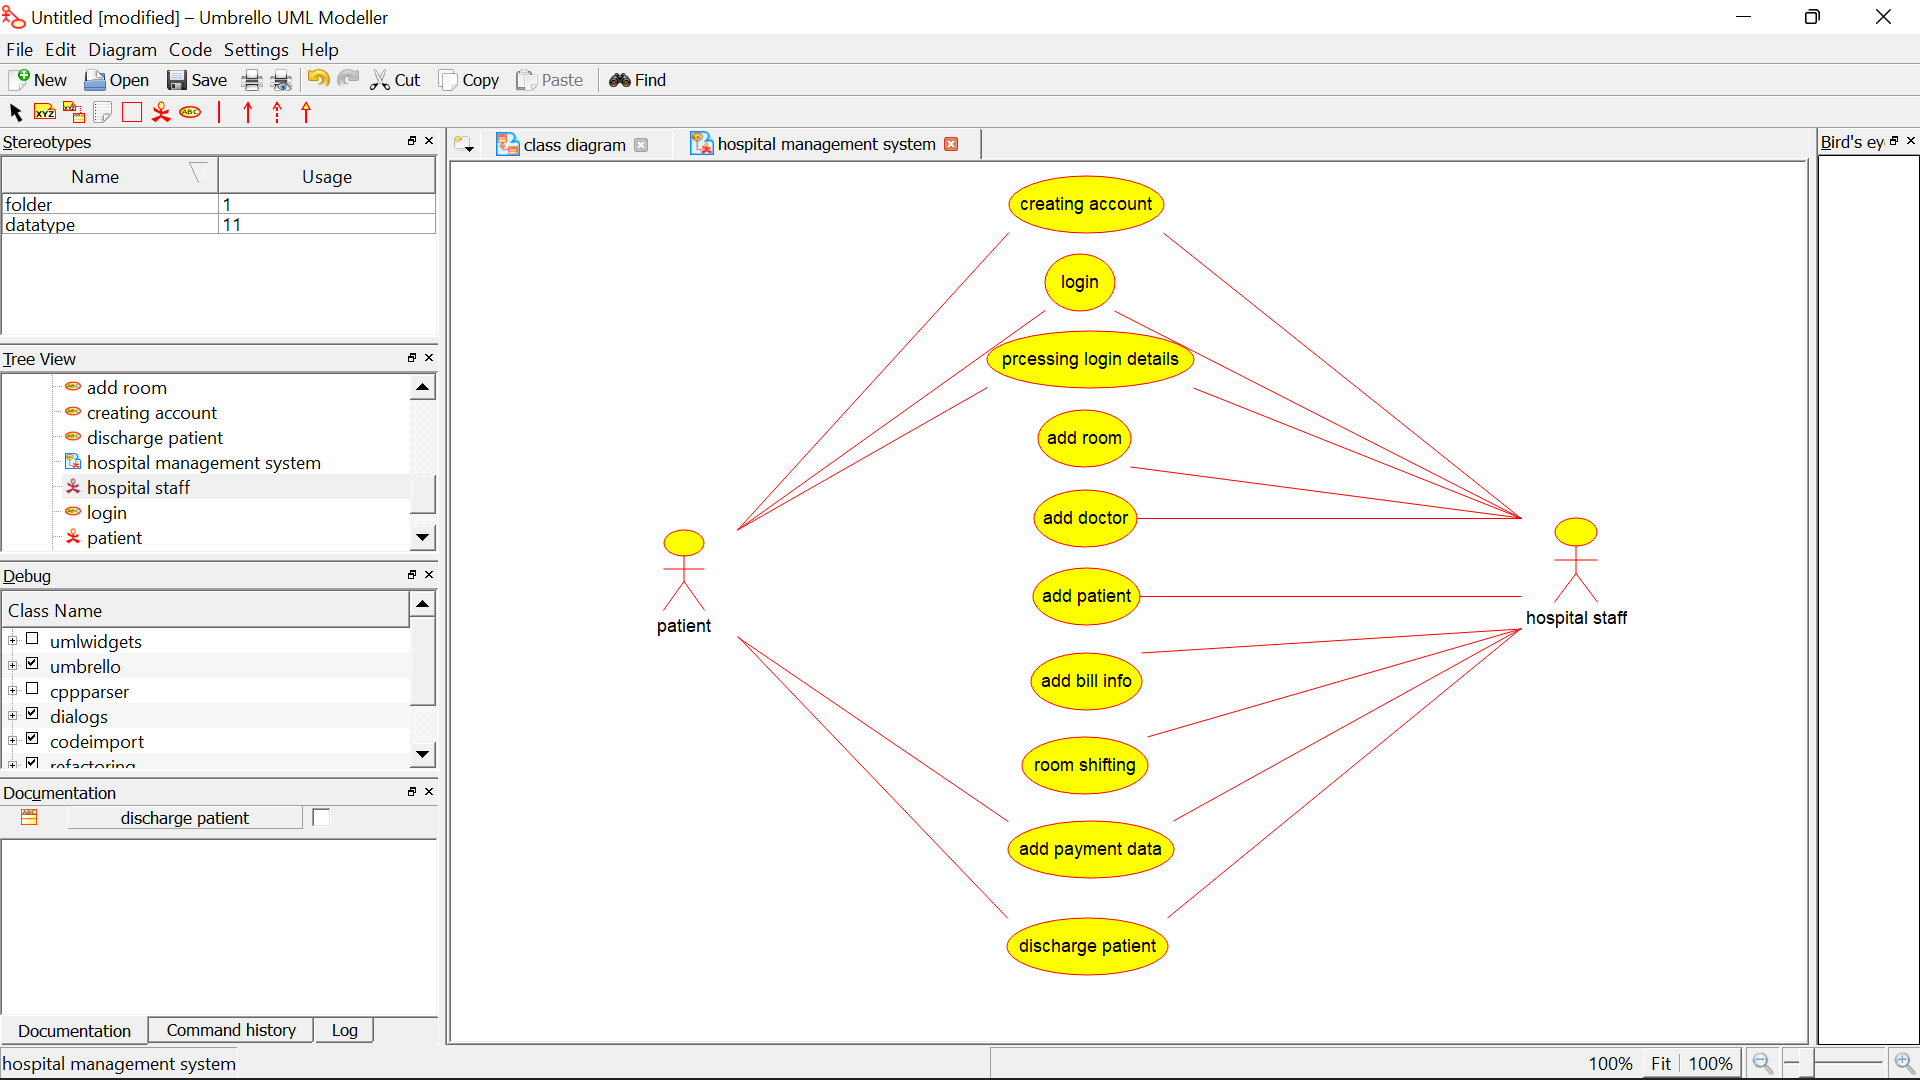 Untitled [modified] – Umbrello UML Modeller
File Edit Diagram Code Settings Help
New Open Save Cut Copy Paste Find
XYZ XYZ ABC
Stereotypes
Name Usage
folder 1
datatype 11
Tree View
add room
creating account
discharge patient
hospital management system
hospital staff
login
patient
Debug
Class Name
umlwidgets
umbrello
cppparser
dialogs
codeimport
refactoring
Documentation
discharge patient
Documentation Command history Log
hospital management system
class diagram hospital management system
creating account
login
prcessing login details
add room
add doctor
add patient
add bill info
room shifting
add payment data
discharge patient
patient
hospital staff
Bird's ey
100% Fit 100%